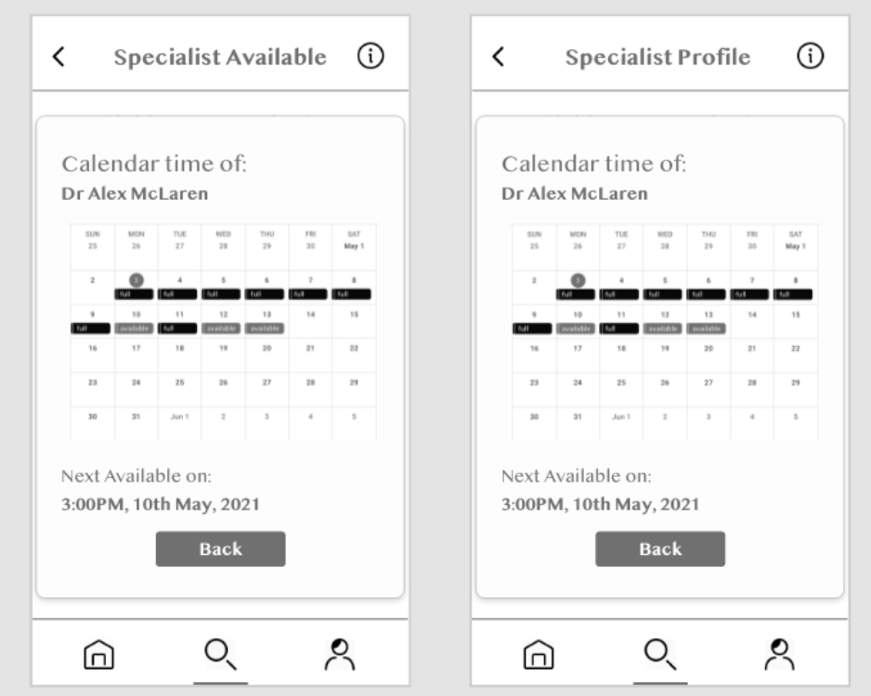 Specialist Available
Calendar time of:
Dr Alex McLaren
SUN MON TUE WED THU FRI SAT
25 26 27 28 29 30 May 1
2 3 4 5 6 7 8
full full full full full full
9 10 11 12 13 14 15
full available full available available
16 17 18 19 20 21 22
23 24 25 26 27 28 29
30 31 Jun 1 2 3 4 5
Next Available on:
3:00PM, 10th May, 2021
Back
Specialist Profile
Calendar time of:
Dr Alex McLaren
SUN MON TUE WED THU FRI SAT
25 26 27 28 29 30 May 1
2 3 4 5 6 7 8
full full full full full full
9 10 11 12 13 14 15
full available full available available
16 17 18 19 20 21 22
23 24 25 26 27 28 29
30 31 Jun 1 2 3 4 5
Next Available on:
3:00PM, 10th May, 2021
Back